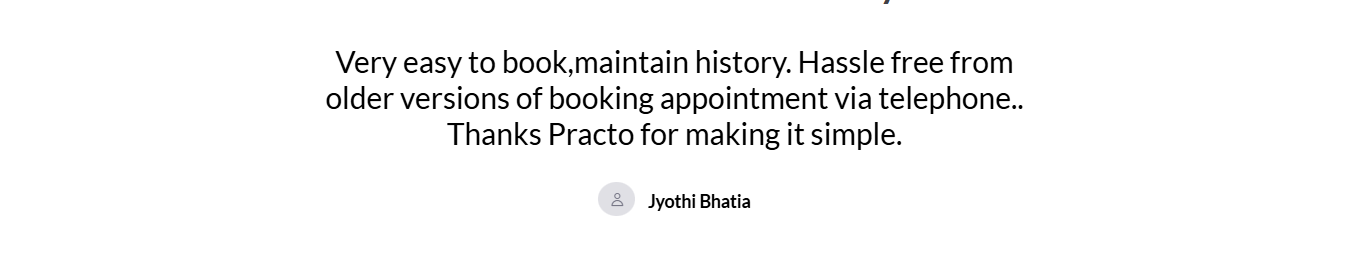 Very easy to book,maintain history. Hassle free from
older versions of booking appointment via telephone..
Thanks Practo for making it simple.
Jyothi Bhatia